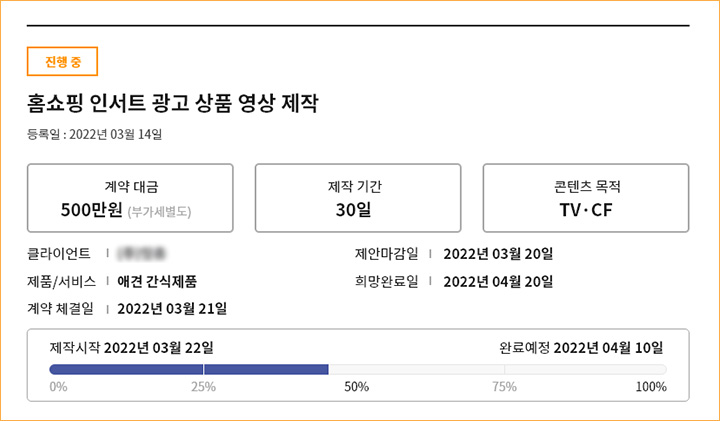 진행 중
홈쇼핑 인서트 광고 상품 영상 제작
등록일 : 2022년 03월 14일
계약 대금
500만원 (부가세별도)
제작 기간
30일
콘텐츠 목적
TV·CF
클라이언트
제안마감일 2022년 03월 20일
제품/서비스 애견 간식제품
희망완료일 2022년 04월 20일
계약 체결일 2022년 03월 21일
제작시작 2022년 03월 22일
완료예정 2022년 04월 10일
0% 25% 50% 75% 100%